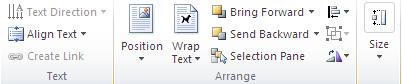 Text Direction
Align Text
Create Link
Text
Position
Wrap
Text
Bring Forward
Send Backward
Selection Pane
Arrange
Size